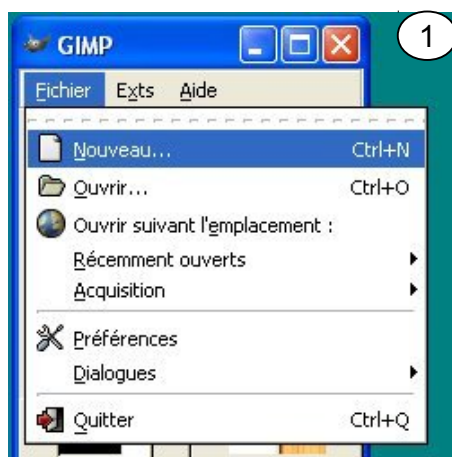 GIMP
1
Fichier Exts Aide
Nouveau... Ctrl+N
Ouvrir... Ctrl+O
Ouvrir suivant l'emplacement :
Récemment ouverts
Acquisition
Préférences
Dialogues
Quitter Ctrl+Q